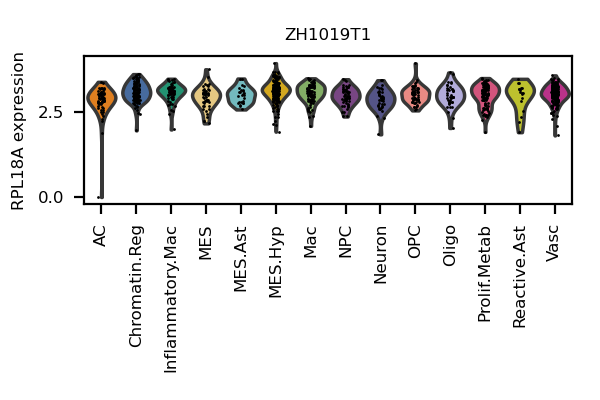 ZH1019T1
RPL18A expression
2.5
0.0
AC
Chromatin.Reg
Inflammatory.Mac
MES
MES.Ast
MES.Hyp
Mac
NPC
Neuron
OPC
Oligo
Prolif.Metab
Reactive.Ast
Vasc